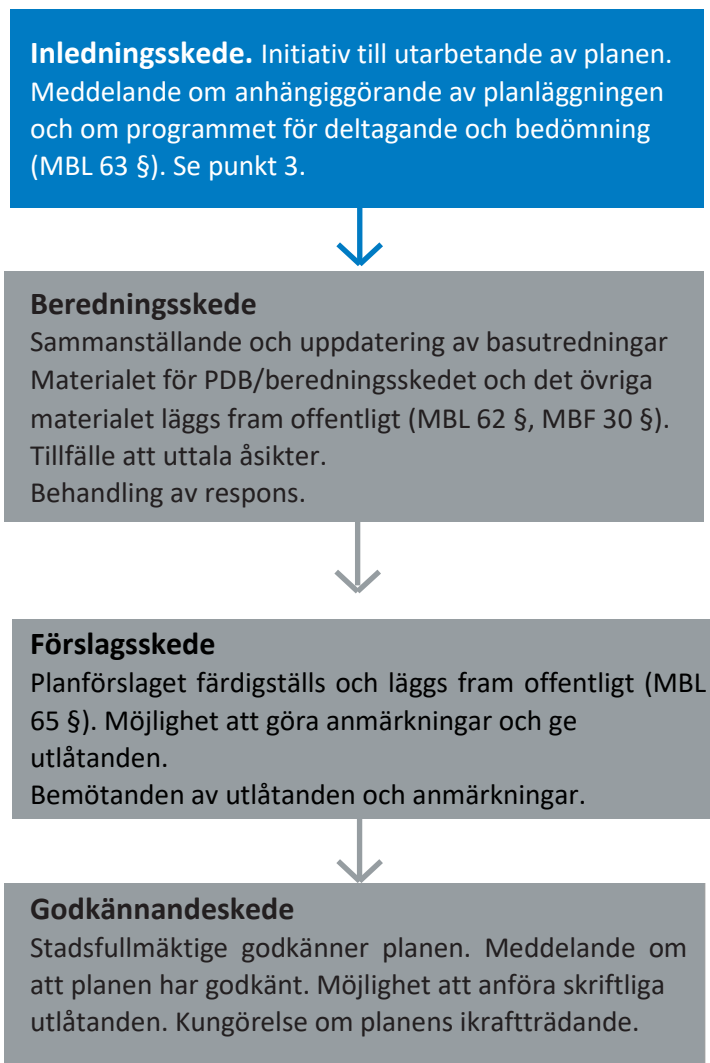 Inledningsskede. Initiativ till utarbetande av planen.
Meddelande om anhängiggörande av planläggningen
och om programmet för deltagande och bedömning
(MBL 63 §). Se punkt 3.
Beredningsskede
Sammanställande och uppdatering av basutredningar
Materialet för PDB/beredningsskedet och det övriga
materialet läggs fram offentligt (MBL 62 §, MBF 30 §).
Tillfälle att uttala åsikter.
Behandling av respons.
Förslagsskede
Planförslaget färdigställs och läggs fram offentligt (MBL
65 §). Möjlighet att göra anmärkningar och ge
utlåtanden.
Bemötanden av utlåtanden och anmärkningar.
Godkännandeskede
Stadsfullmäktige godkänner planen. Meddelande om
att planen har godkänt. Möjlighet att anföra skriftliga
utlåtanden. Kungörelse om planens ikraftträdande.